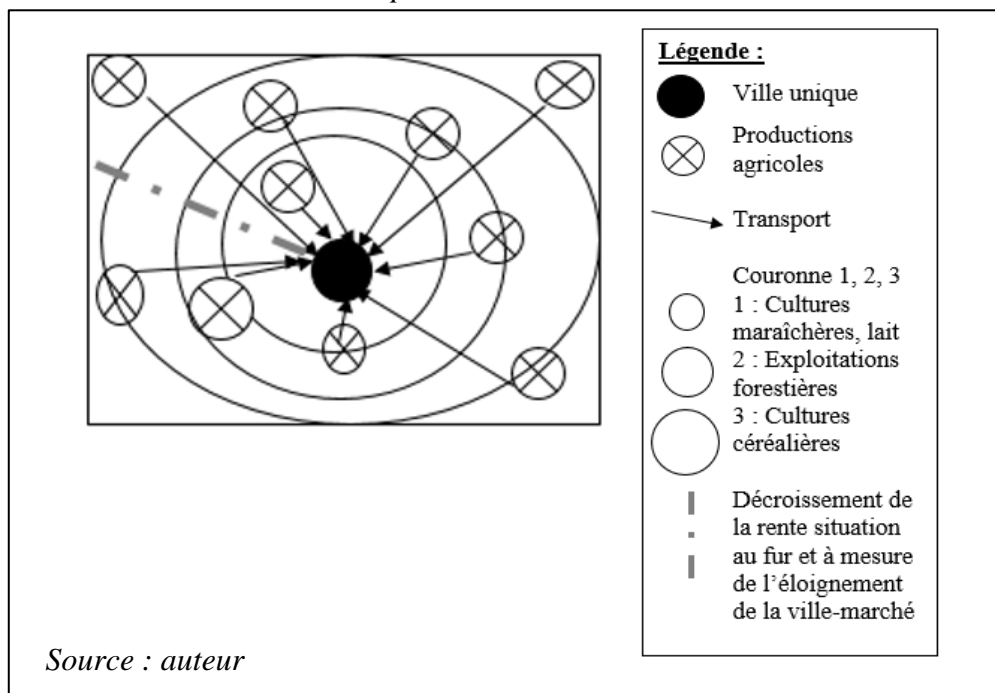 Légende :
Ville unique
Productions
agricoles
Transport
Couronne 1, 2, 3
1 : Cultures
maraîchères, lait
2 : Exploitations
forestières
3 : Cultures
céréalières
Décroissement de
la rente situation
au fur et à mesure
de l'éloignement
de la ville-marché
Source : auteur